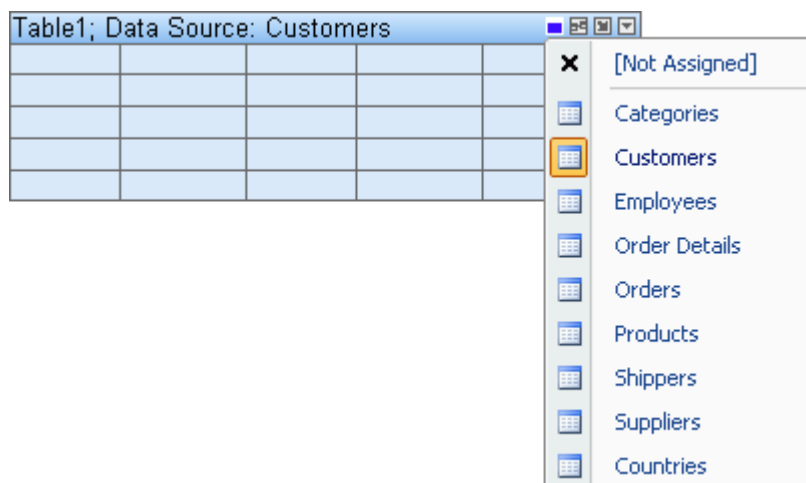 Table1; Data Source: Customers
[Not Assigned]
Categories
Customers
Employees
Order Details
Orders
Products
Shippers
Suppliers
Countries